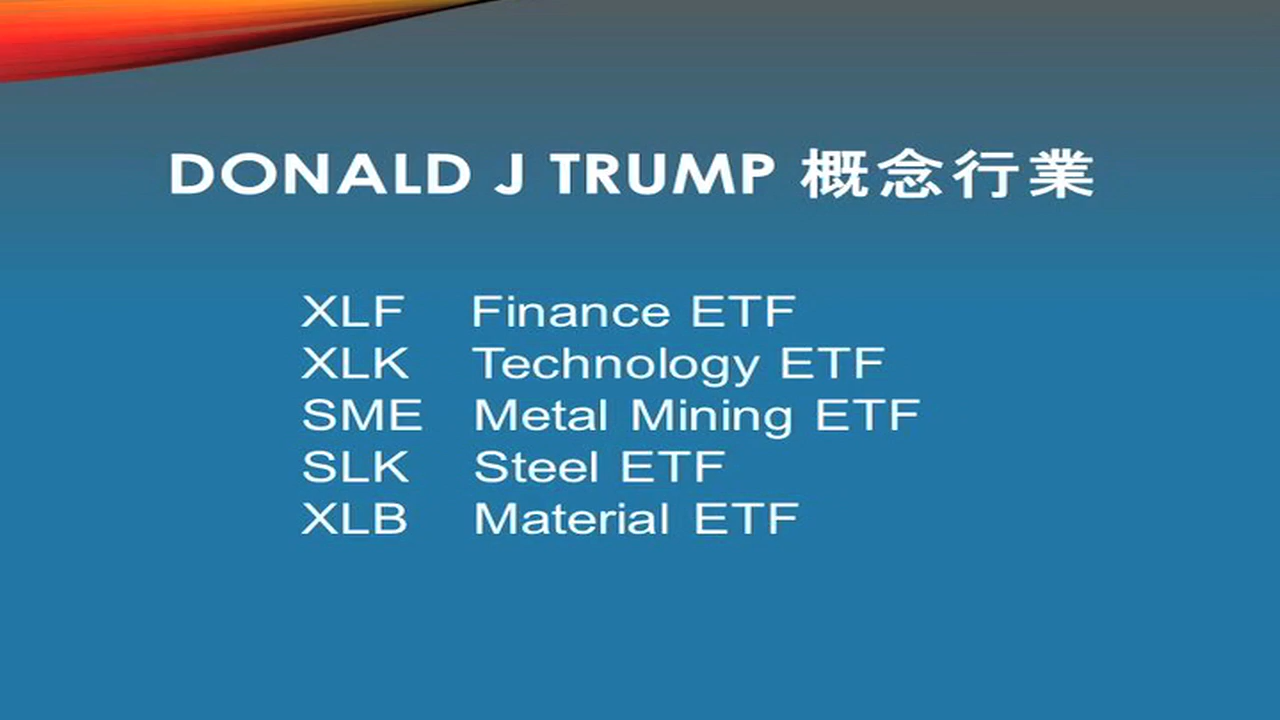 DONALD J TRUMP 概念行業
XLF Finance ETF
XLK Technology ETF
SME Metal Mining ETF
SLK Steel ETF
XLB Material ETF